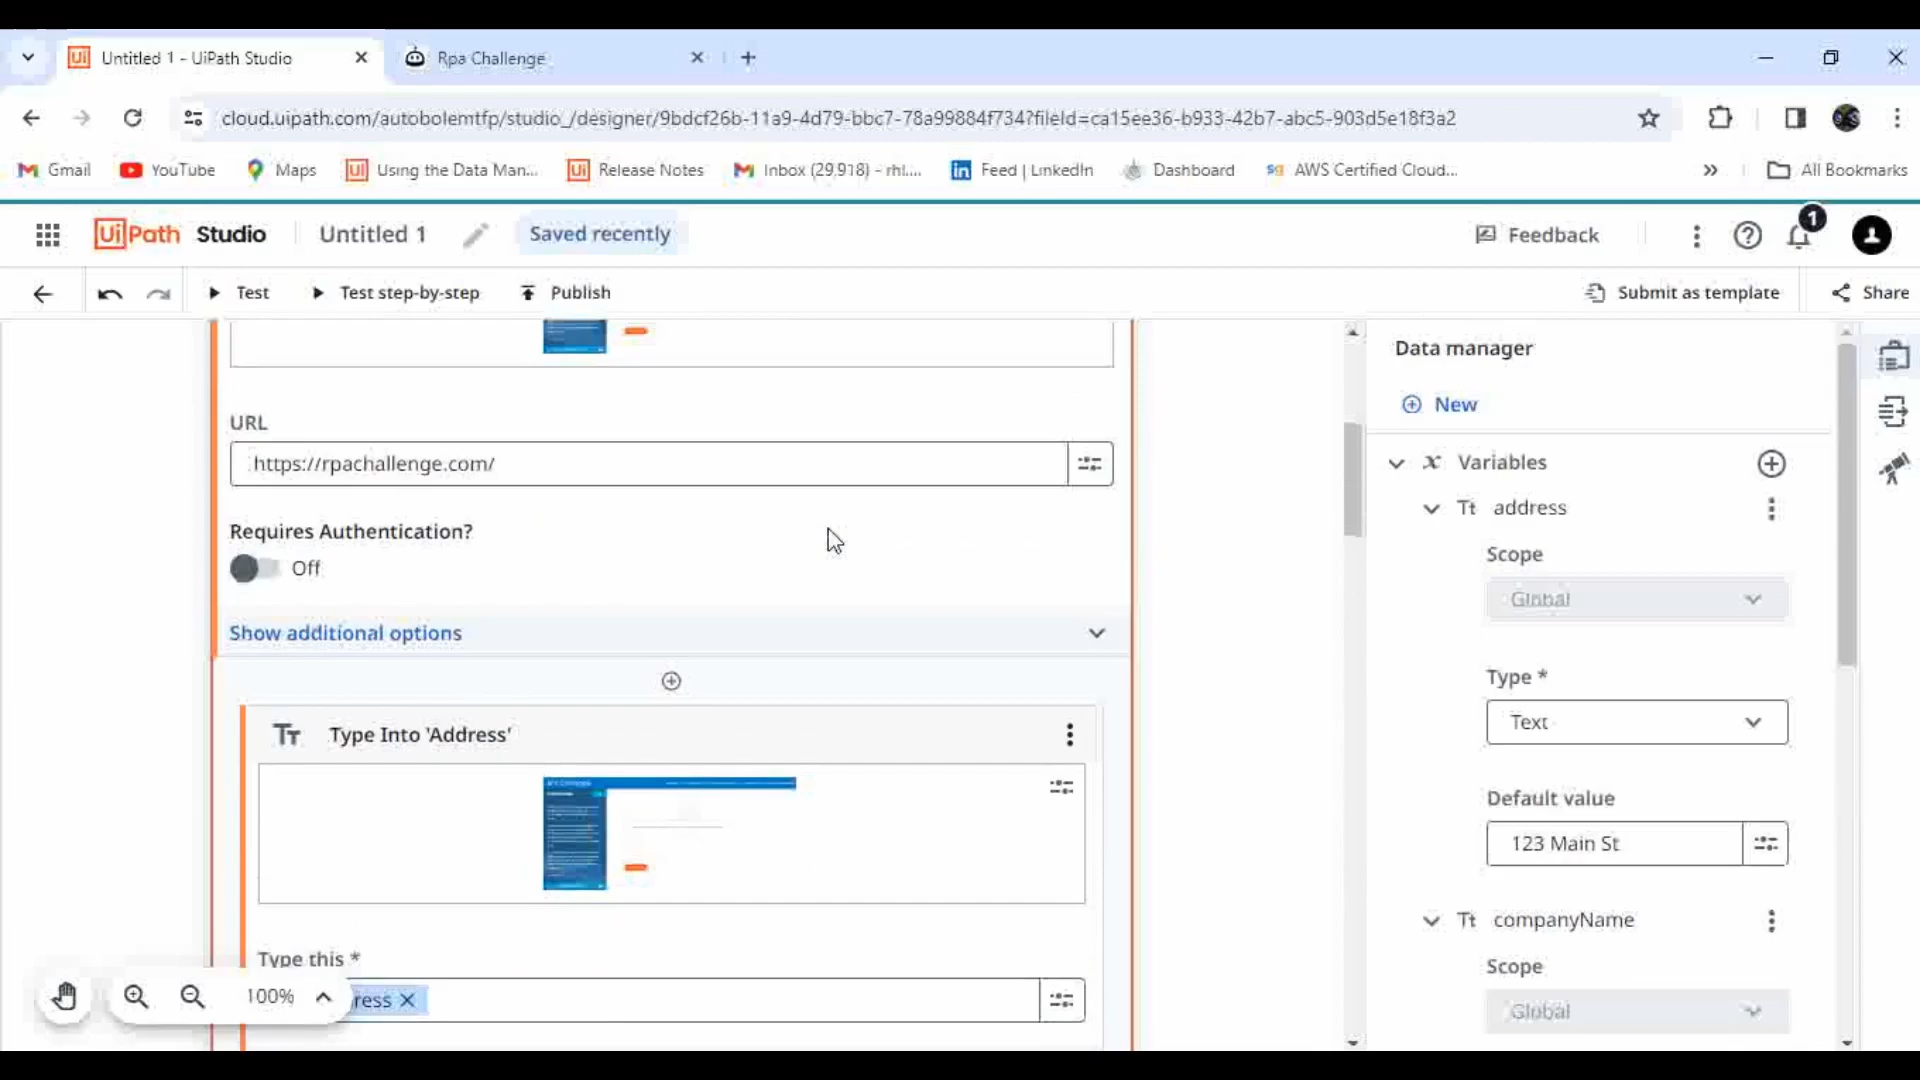 Untitled 1 - UiPath Studio
Rpa Challenge
cloud.uipath.com/autobolemtfp/studio_/designer/9bdcf26b-11a9-4d79-bbc7-78a99884f734?fileId=ca15ee36-b933-42b7-abc5-903d5e18f3a2
Gmail
YouTube
Maps
Using the Data Man...
Release Notes
Inbox (29,918) - rhl....
Feed | LinkedIn
Dashboard
AWS Certified Cloud...
All Bookmarks
UiPath Studio
Untitled 1
Saved recently
Feedback
1
Test
Test step-by-step
Publish
Submit as template
Share
URL
https://rpachallenge.com/
Requires Authentication?
Off
Show additional options
Type Into 'Address'
Type this *
ress
100%
Data manager
New
Variables
Tt address
Scope
Global
Type *
Text
Default value
123 Main St
Tt companyName
Scope
Global